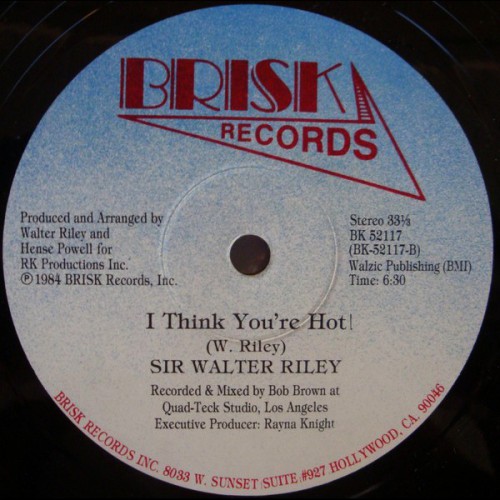 BRISK
RECORDS
Produced and Arranged by
Walter Riley and
Hense Powell for
RK Productions Inc.
℗ 1984 BRISK Records, Inc.
Stereo 33⅓
BK 52117
(BK-52117-B)
Walzic Publishing (BMI)
Time: 6:30
I Think You're Hot!
(W. Riley)
SIR WALTER RILEY
Recorded & Mixed by Bob Brown at
Quad-Teck Studio, Los Angeles
Executive Producer: Rayna Knight
BRISK RECORDS INC. 8033 W. SUNSET (SUITE #927 HOLLYWOOD, CA. 90046